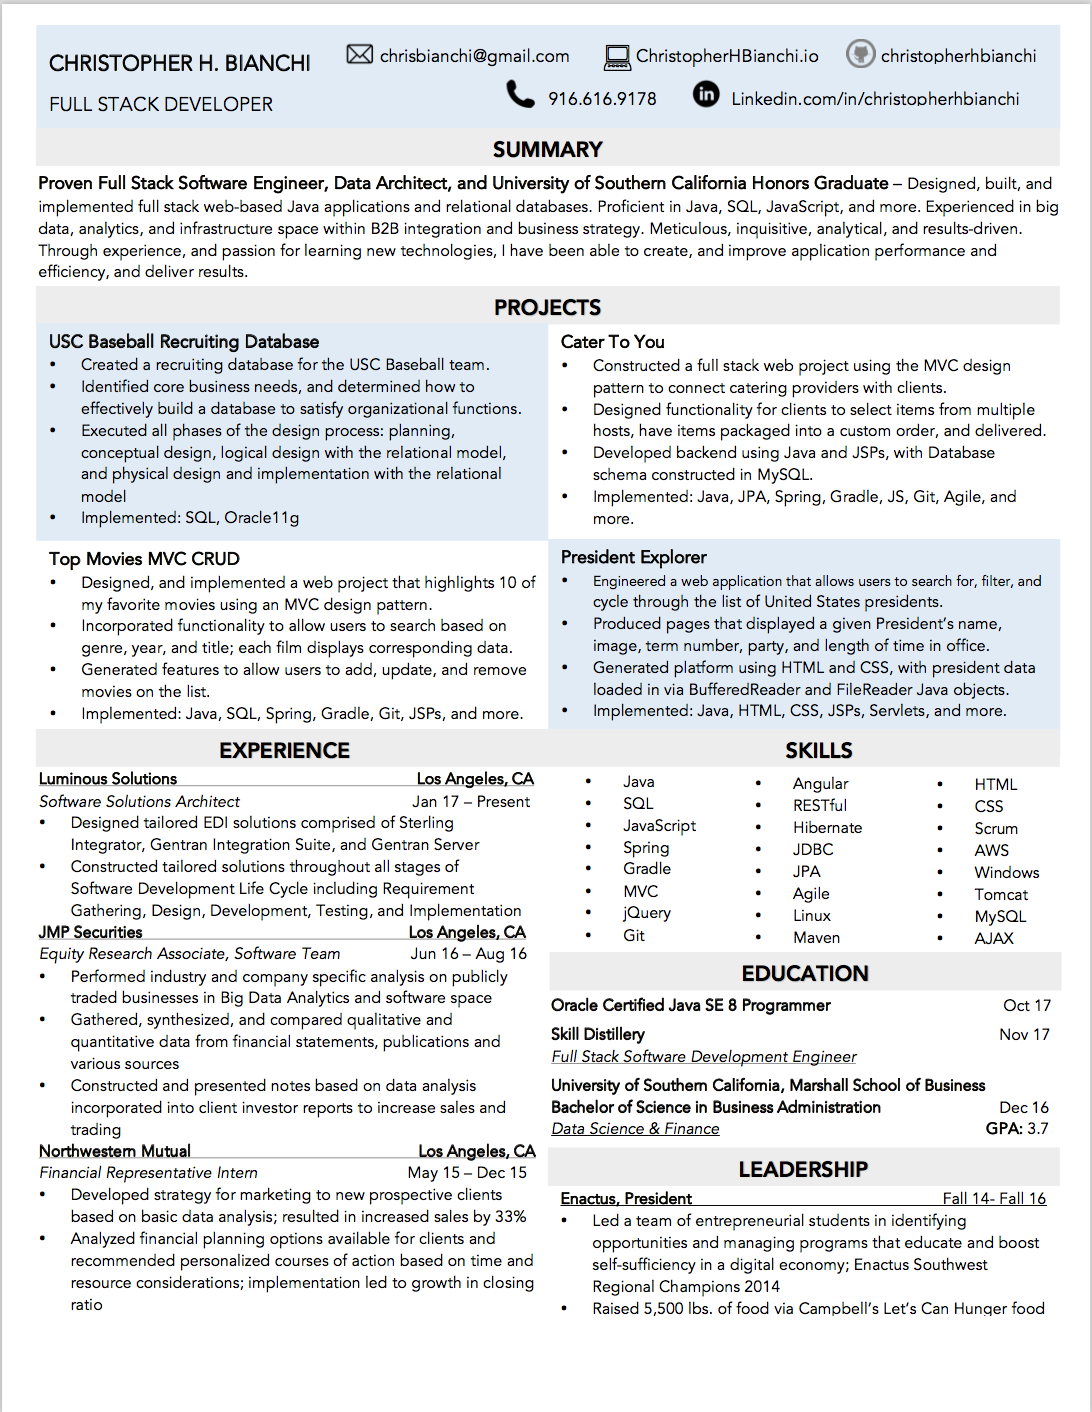 CHRISTOPHER H. BIANCHI
FULL STACK DEVELOPER
chrisbianchi@gmail.com
ChristopherHBianchi.io
christopherhbianchi
916.616.9178
in
Linkedin.com/in/christopherhbianchi
SUMMARY
Proven Full Stack Software Engineer, Data Architect, and University of Southern California Honors Graduate – Designed, built, and
implemented full stack web-based Java applications and relational databases. Proficient in Java, SQL, JavaScript, and more. Experienced in big
data, analytics, and infrastructure space within B2B integration and business strategy. Meticulous, inquisitive, analytical, and results-driven.
Through experience, and passion for learning new technologies, I have been able to create, and improve application performance and
efficiency, and deliver results.
PROJECTS
USC Baseball Recruiting Database
• Created a recruiting database for the USC Baseball team.
• Identified core business needs, and determined how to
effectively build a database to satisfy organizational functions.
• Executed all phases of the design process: planning,
conceptual design, logical design with the relational model,
and physical design and implementation with the relational
model
• Implemented: SQL, Oracle11g
Cater To You
• Constructed a full stack web project using the MVC design
pattern to connect catering providers with clients.
• Designed functionality for clients to select items from multiple
hosts, have items packaged into a custom order, and delivered.
• Developed backend using Java and JSPs, with Database
schema constructed in MySQL.
• Implemented: Java, JPA, Spring, Gradle, JS, Git, Agile, and
more.
Top Movies MVC CRUD
• Designed, and implemented a web project that highlights 10 of
my favorite movies using an MVC design pattern.
• Incorporated functionality to allow users to search based on
genre, year, and title; each film displays corresponding data.
• Generated features to allow users to add, update, and remove
movies on the list.
• Implemented: Java, SQL, Spring, Gradle, Git, JSPs, and more.
President Explorer
• Engineered a web application that allows users to search for, filter, and
cycle through the list of United States presidents.
• Produced pages that displayed a given President's name,
image, term number, party, and length of time in office.
• Generated platform using HTML and CSS, with president data
loaded in via BufferedReader and FileReader Java objects.
• Implemented: Java, HTML, CSS, JSPs, Servlets, and more.
EXPERIENCE
Luminous Solutions Los Angeles, CA
Software Solutions Architect Jan 17 – Present
• Designed tailored EDI solutions comprised of Sterling
Integrator, Gentran Integration Suite, and Gentran Server
• Constructed tailored solutions throughout all stages of
Software Development Life Cycle including Requirement
Gathering, Design, Development, Testing, and Implementation
JMP Securities Los Angeles, CA
Equity Research Associate, Software Team Jun 16 – Aug 16
• Performed industry and company specific analysis on publicly
traded businesses in Big Data Analytics and software space
• Gathered, synthesized, and compared qualitative and
quantitative data from financial statements, publications and
various sources
• Constructed and presented notes based on data analysis
incorporated into client investor reports to increase sales and
trading
Northwestern Mutual Los Angeles, CA
Financial Representative Intern May 15 – Dec 15
• Developed strategy for marketing to new prospective clients
based on basic data analysis; resulted in increased sales by 33%
• Analyzed financial planning options available for clients and
recommended personalized courses of action based on time and
resource considerations; implementation led to growth in closing
ratio
SKILLS
• Java
• SQL
• JavaScript
• Spring
• Gradle
• MVC
• jQuery
• Git
• Angular
• RESTful
• Hibernate
• JDBC
• JPA
• Agile
• Linux
• Maven
• HTML
• CSS
• Scrum
• AWS
• Windows
• Tomcat
• MySQL
• AJAX
EDUCATION
Oracle Certified Java SE 8 Programmer Oct 17
Skill Distillery Nov 17
Full Stack Software Development Engineer
University of Southern California, Marshall School of Business
Bachelor of Science in Business Administration Dec 16
Data Science & Finance GPA: 3.7
LEADERSHIP
Enactus, President Fall 14- Fall 16
• Led a team of entrepreneurial students in identifying
opportunities and managing programs that educate and boost
self-sufficiency in a digital economy; Enactus Southwest
Regional Champions 2014
• Raised 5,500 lbs. of food via Campbell's Let's Can Hunger food